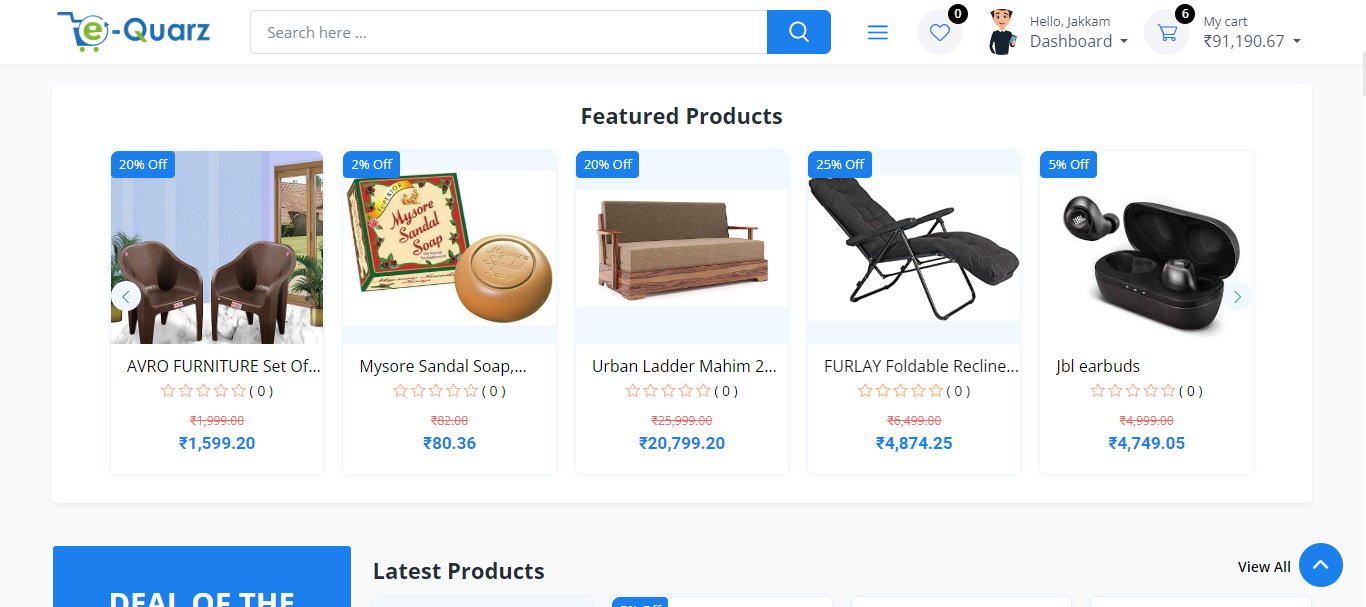 e-Quarz
Search here ...
0
Hello, Jakkam
Dashboard
6
My cart
₹91,190.67
Featured Products
20% Off
2% Off
20% Off
25% Off
5% Off
SUPERIOR
Mysore
Sandal
Soap
JBL
AVRO FURNITURE Set Of...
Mysore Sandal Soap,...
Urban Ladder Mahim 2...
FURLAY Foldable Recline...
Jbl earbuds
( 0 )
( 0 )
( 0 )
( 0 )
( 0 )
₹1,999.00
₹82.00
₹25,999.00
₹6,499.00
₹4,999.00
₹1,599.20
₹80.36
₹20,799.20
₹4,874.25
₹4,749.05
DEAL OF THE
Latest Products
View All